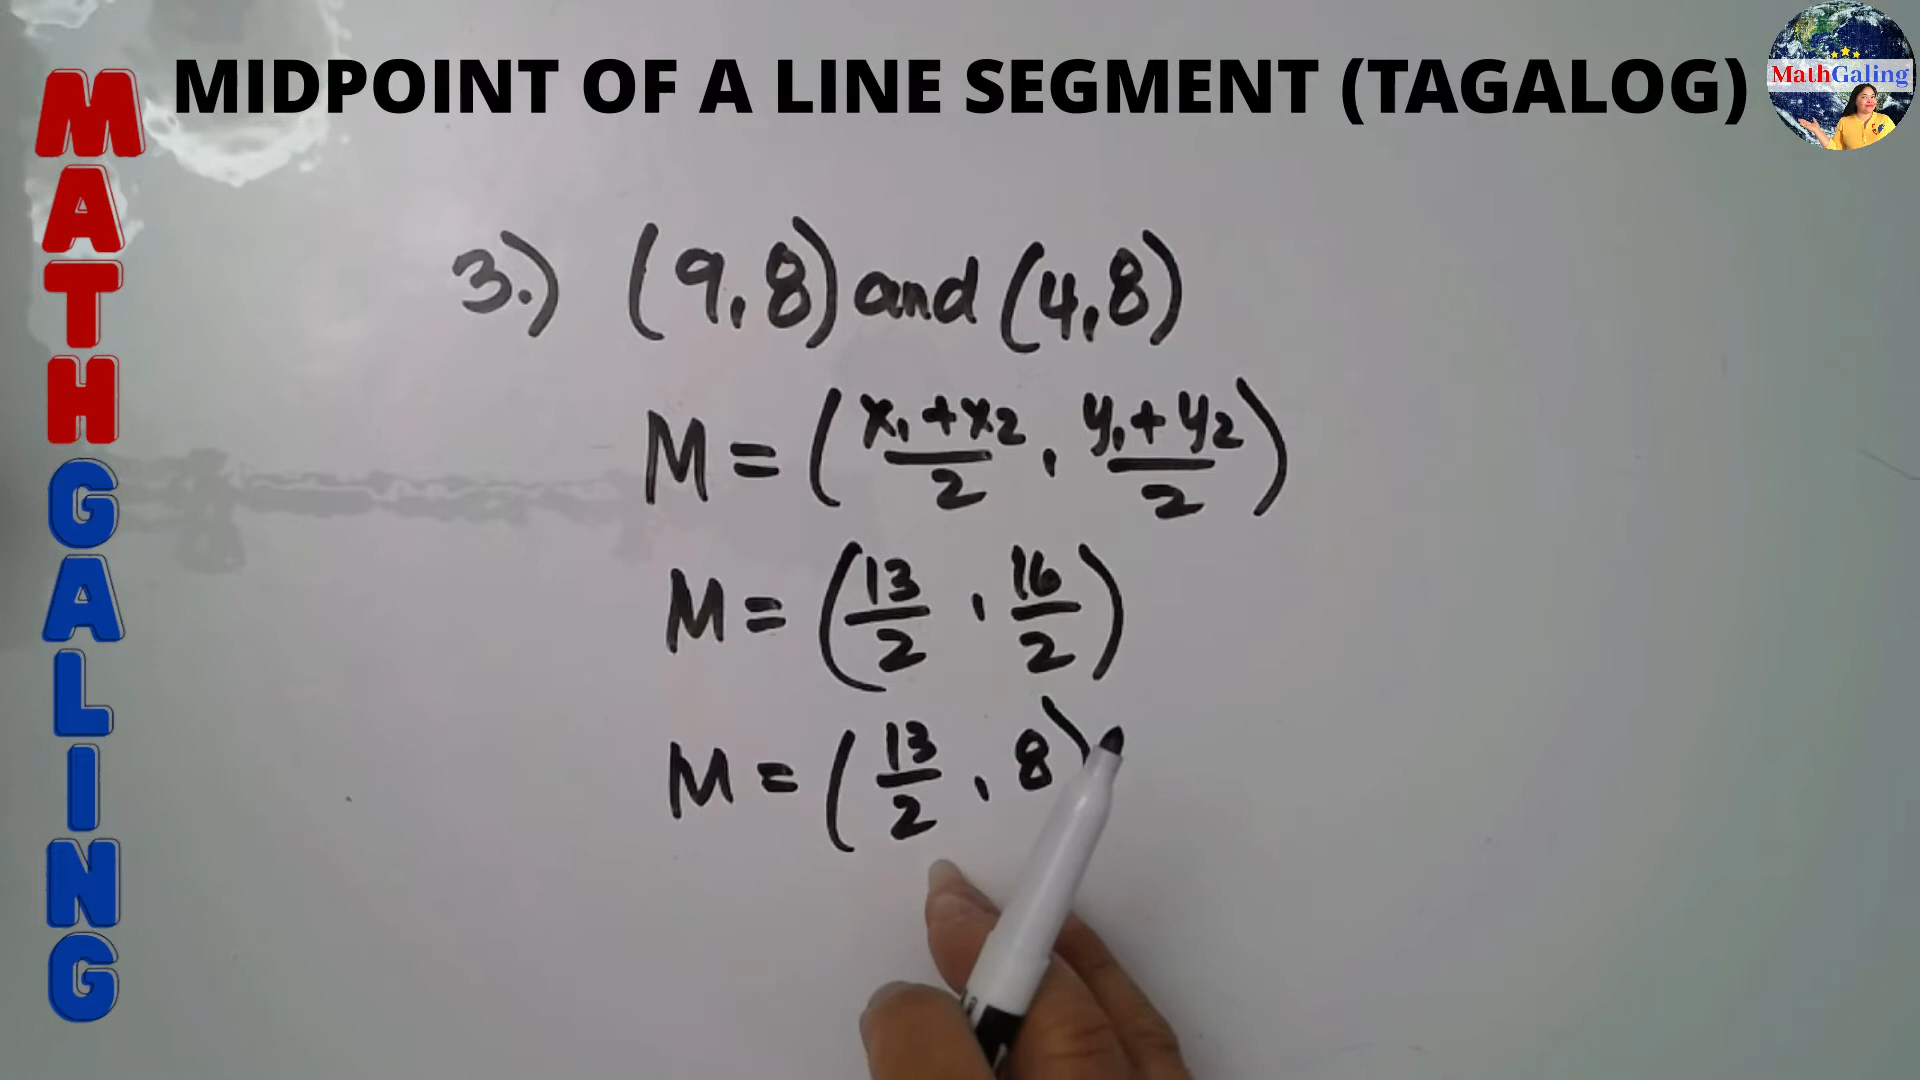 MIDPOINT OF A LINE SEGMENT (TAGALOG)
MathGaling
MATH GALING
3.) (9,8) and (4,8)
M = (x₁+x₂/2, y₁+y₂/2)
M = (13/2, 16/2)
M = (13/2, 8)